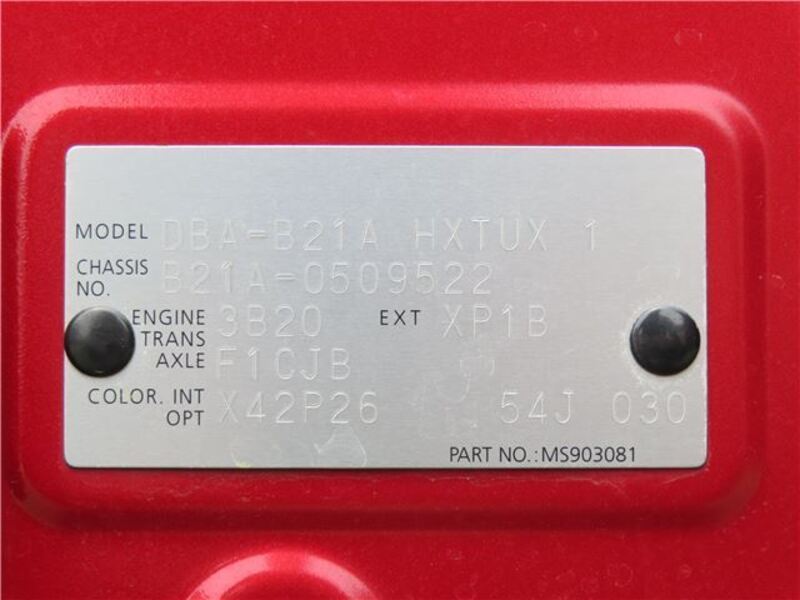 MODEL DBA-B21A HXTUX 1
CHASSIS NO. B21A-0509522
ENGINE 3B20 EXT XP1B
TRANS AXLE F1CJB
COLOR. INT OPT X42P26 54J 030
PART NO.:MS903081